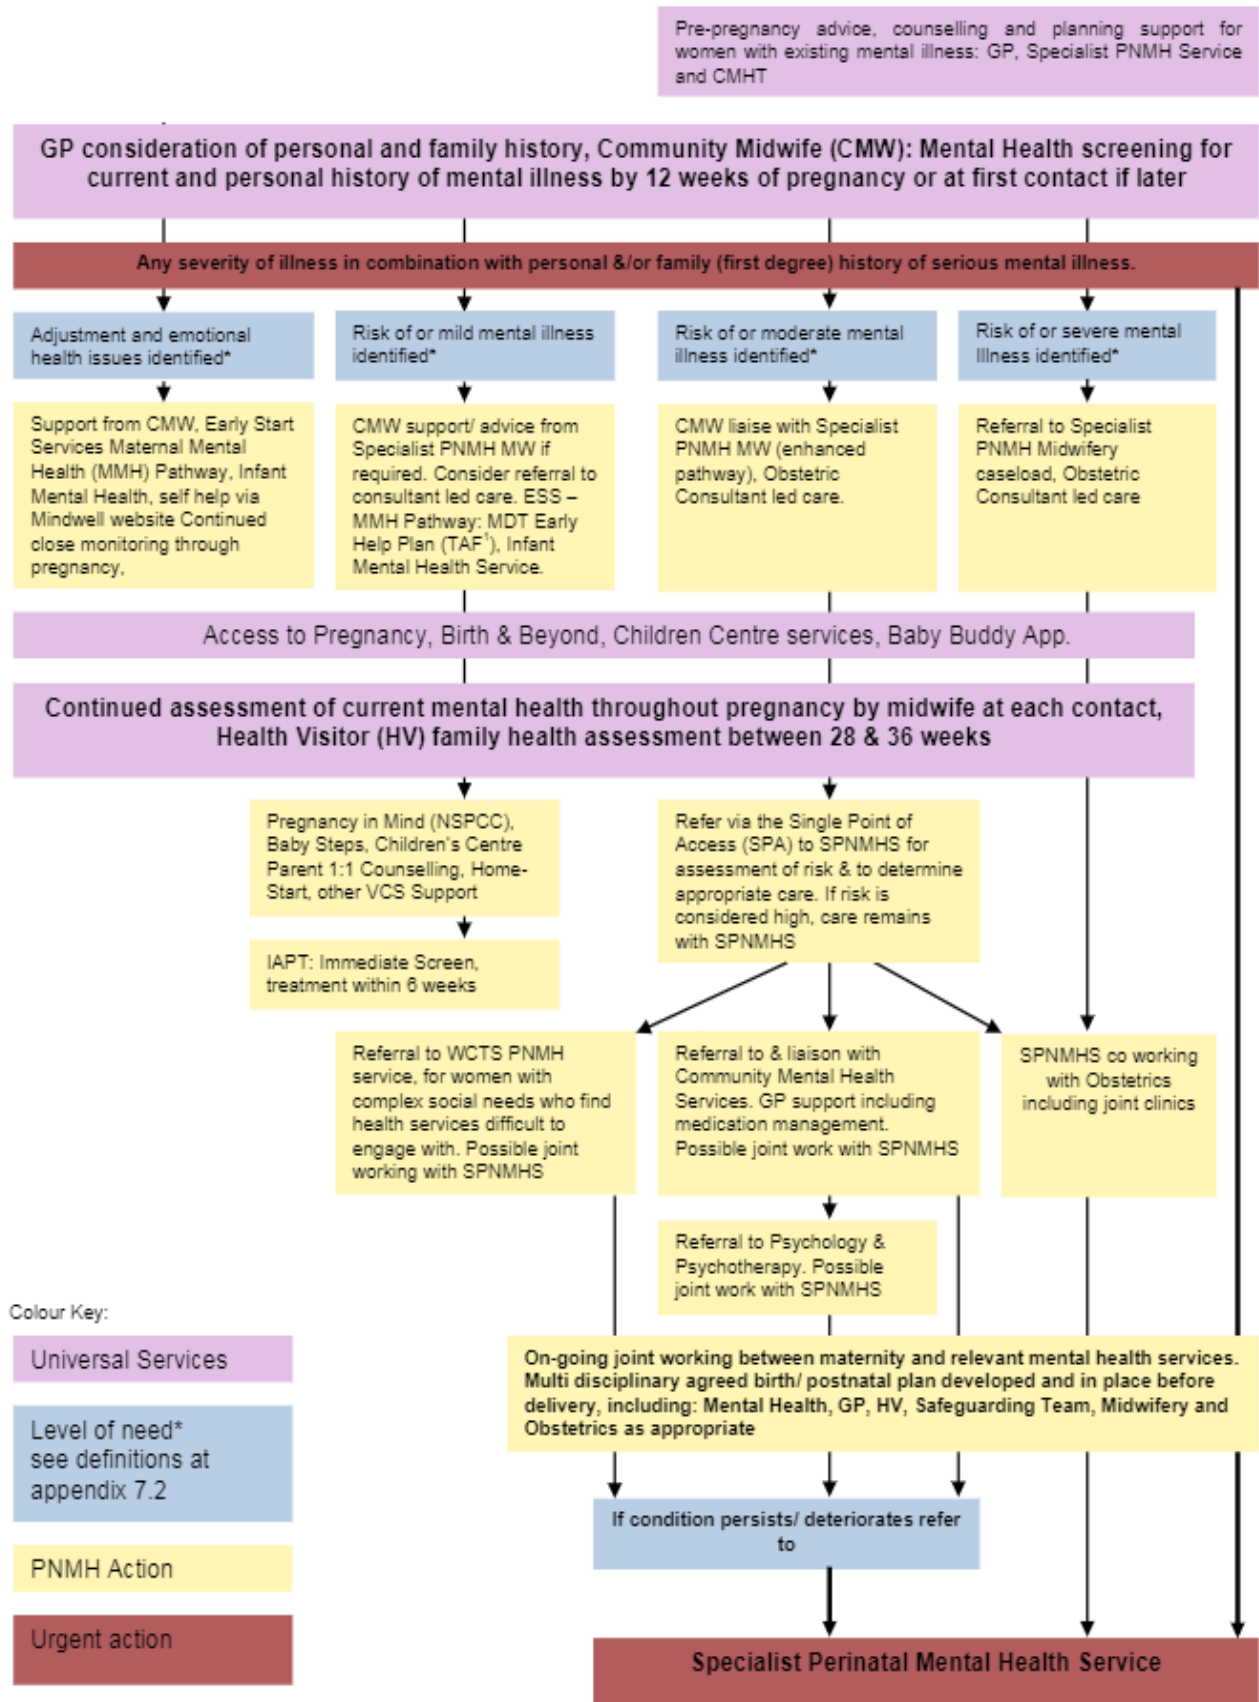 Pre-pregnancy advice, counselling and planning support for
women with existing mental illness: GP, Specialist PNMH Service
and CMHT
GP consideration of personal and family history, Community Midwife (CMW): Mental Health screening for
current and personal history of mental illness by 12 weeks of pregnancy or at first contact if later
Any severity of illness in combination with personal &/or family (first degree) history of serious mental illness.
Adjustment and emotional
health issues identified*
Risk of or mild mental illness
identified*
Risk of or moderate mental
illness identified*
Risk of or severe mental
Illness identified*
Support from CMW, Early Start
Services Maternal Mental
Health (MMH) Pathway, Infant
Mental Health, self help via
Mindwell website Continued
close monitoring through
pregnancy,
CMW support/ advice from
Specialist PNMH MW if
required. Consider referral to
consultant led care. ESS –
MMH Pathway: MDT Early
Help Plan (TAF¹), Infant
Mental Health Service.
CMW liaise with Specialist
PNMH MW (enhanced
pathway), Obstetric
Consultant led care.
Referral to Specialist
PNMH Midwifery
caseload, Obstetric
Consultant led care
Access to Pregnancy, Birth & Beyond, Children Centre services, Baby Buddy App.
Continued assessment of current mental health throughout pregnancy by midwife at each contact,
Health Visitor (HV) family health assessment between 28 & 36 weeks
Pregnancy in Mind (NSPCC),
Baby Steps, Children's Centre
Parent 1:1 Counselling, Home-
Start, other VCS Support
Refer via the Single Point of
Access (SPA) to SPNMHS for
assessment of risk & to determine
appropriate care. If risk is
considered high, care remains
with SPNMHS
IAPT: Immediate Screen,
treatment within 6 weeks
Referral to WCTS PNMH
service, for women with
complex social needs who find
health services difficult to
engage with. Possible joint
working with SPNMHS
Referral to & liaison with
Community Mental Health
Services. GP support including
medication management.
Possible joint work with SPNMHS
SPNMHS co working
with Obstetrics
including joint clinics
Referral to Psychology &
Psychotherapy. Possible
joint work with SPNMHS
Colour Key:
Universal Services
Level of need*
see definitions at
appendix 7.2
PNMH Action
Urgent action
On-going joint working between maternity and relevant mental health services.
Multi disciplinary agreed birth/ postnatal plan developed and in place before
delivery, including: Mental Health, GP, HV, Safeguarding Team, Midwifery and
Obstetrics as appropriate
If condition persists/ deteriorates refer
to
Specialist Perinatal Mental Health Service